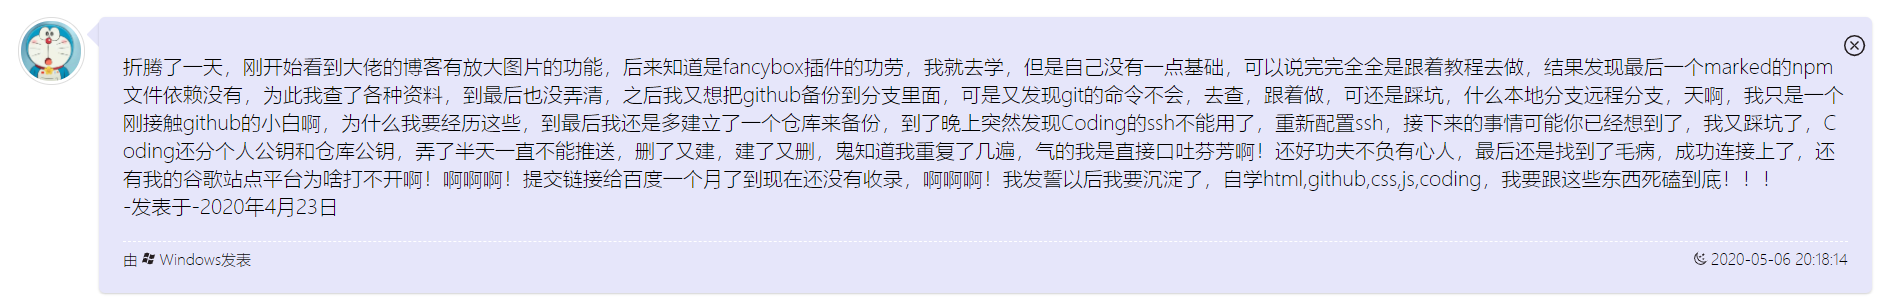 折腾了一天，刚开始看到大佬的博客有放大图片的功能，后来知道是fancybox插件的功劳，我就去学，但是自己没有一点基础，可以说完完全全是跟着教程去做，结果发现最后一个marked的npm
文件依赖没有，为此我查了各种资料，到最后也没弄清，之后我又想把github备份到分支里面，可是又发现git的命令不会，去查，跟着做，可还是踩坑，什么本地分支远程分支，天啊，我只是一个
刚接触github的小白啊，为什么我要经历这些，到最后我还是多建立了一个仓库来备份，到了晚上突然发现Coding的ssh不能用了，重新配置ssh，接下来的事情可能你已经想到了，我又踩坑了，C
oding还分个人公钥和仓库公钥，弄了半天一直不能推送，删了又建，建了又删，鬼知道我重复了几遍，气的我是直接口吐芬芳啊！还好功夫不负有心人，最后还是找到了毛病，成功连接上了，还
有我的谷歌站点平台为啥打不开啊！啊啊啊！提交链接给百度一个月了到现在还没有收录，啊啊啊！我发誓以后我要沉淀了，自学html,github,css,js,coding，我要跟这些东西死磕到底！！！
-发表于-2020年4月23日
由 Windows发表
2020-05-06 20:18:14